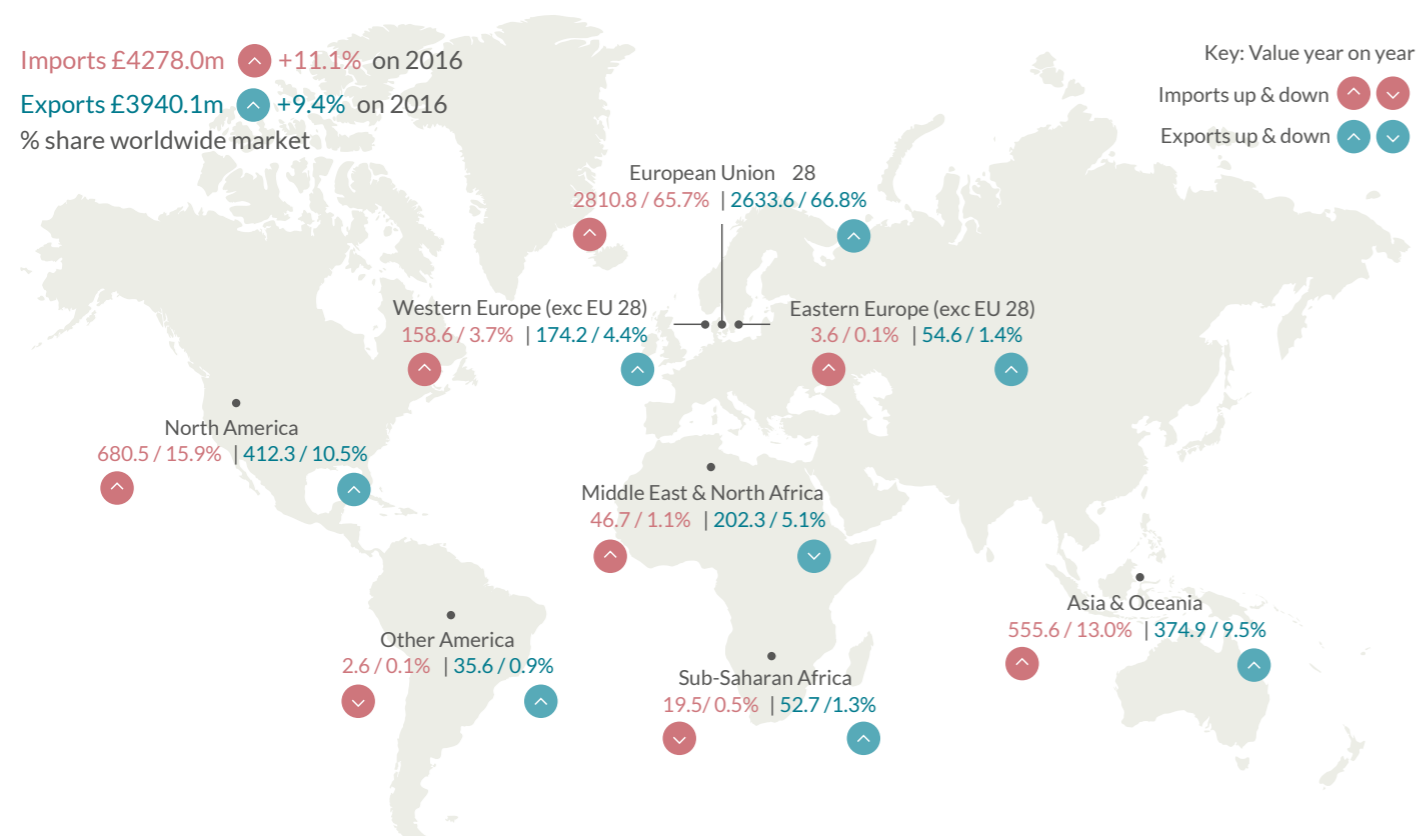 Imports £4278.0m +11.1% on 2016
Exports £3940.1m +9.4% on 2016
% share worldwide market
Key: Value year on year
Imports up & down
Exports up & down
European Union 28
2810.8 / 65.7% | 2633.6 / 66.8%
Western Europe (exc EU 28)
158.6 / 3.7% | 174.2 / 4.4%
Eastern Europe (exc EU 28)
3.6 / 0.1% | 54.6 / 1.4%
North America
680.5 / 15.9% | 412.3 / 10.5%
Middle East & North Africa
46.7 / 1.1% | 202.3 / 5.1%
Asia & Oceania
555.6 / 13.0% | 374.9 / 9.5%
Other America
2.6 / 0.1% | 35.6 / 0.9%
Sub-Saharan Africa
19.5/ 0.5% | 52.7 /1.3%